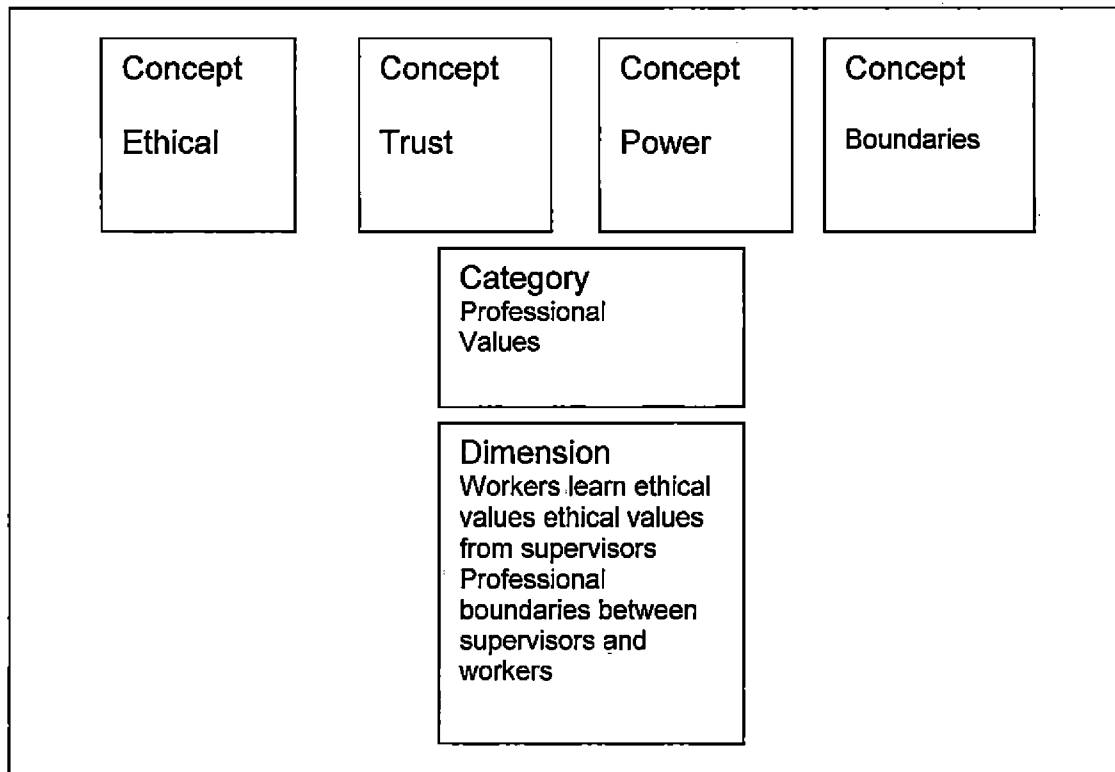 Concept
Ethical
Concept
Trust
Concept
Power
Concept
Boundaries
Category
Professional
Values
Dimension
Workers learn ethical
values ethical values
from supervisors
Professional
boundaries between
supervisors and
workers